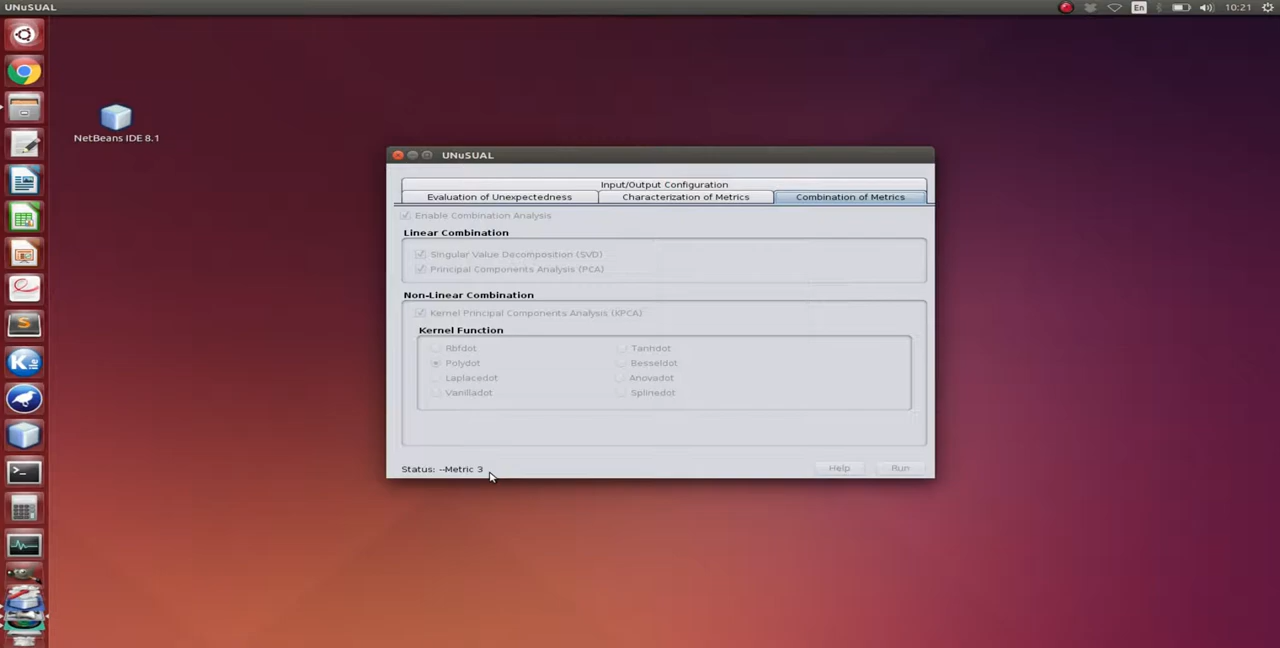 UNuSUAL
En
10:21
NetBeans IDE 8.1
UNuSUAL
Input/Output Configuration
Evaluation of Unexpectedness
Characterization of Metrics
Combination of Metrics
Enable Combination Analysis
Linear Combination
Singular Value Decomposition (SVD)
Principal Components Analysis (PCA)
Non-Linear Combination
Kernel Principal Components Analysis (KPCA)
Kernel Function
Rbfdot
Tanhdot
Polydot
Besseldot
Laplacedot
Anovadot
Vanilladot
Splinedot
Status: --Metric 3
Help
Run